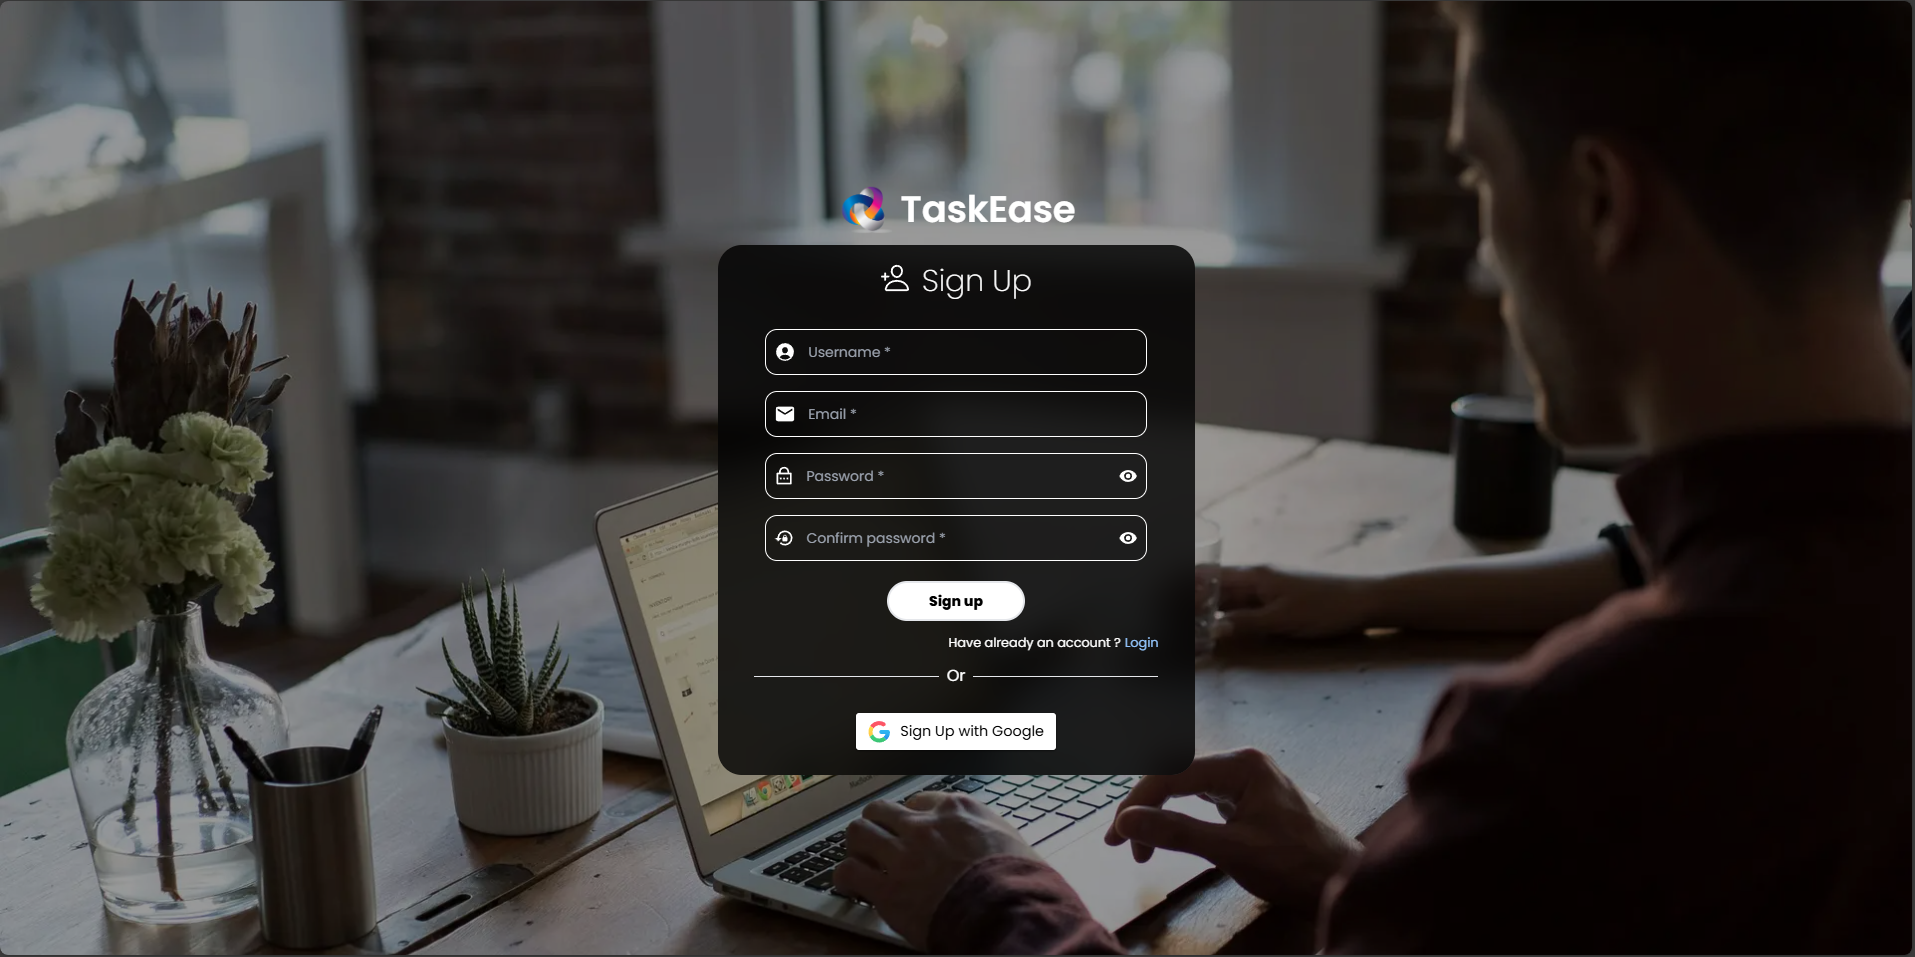 TaskEase
Sign Up
Username *
Email *
Password *
Confirm password *
Sign up
Have already an account ? Login
Or
Sign Up with Google